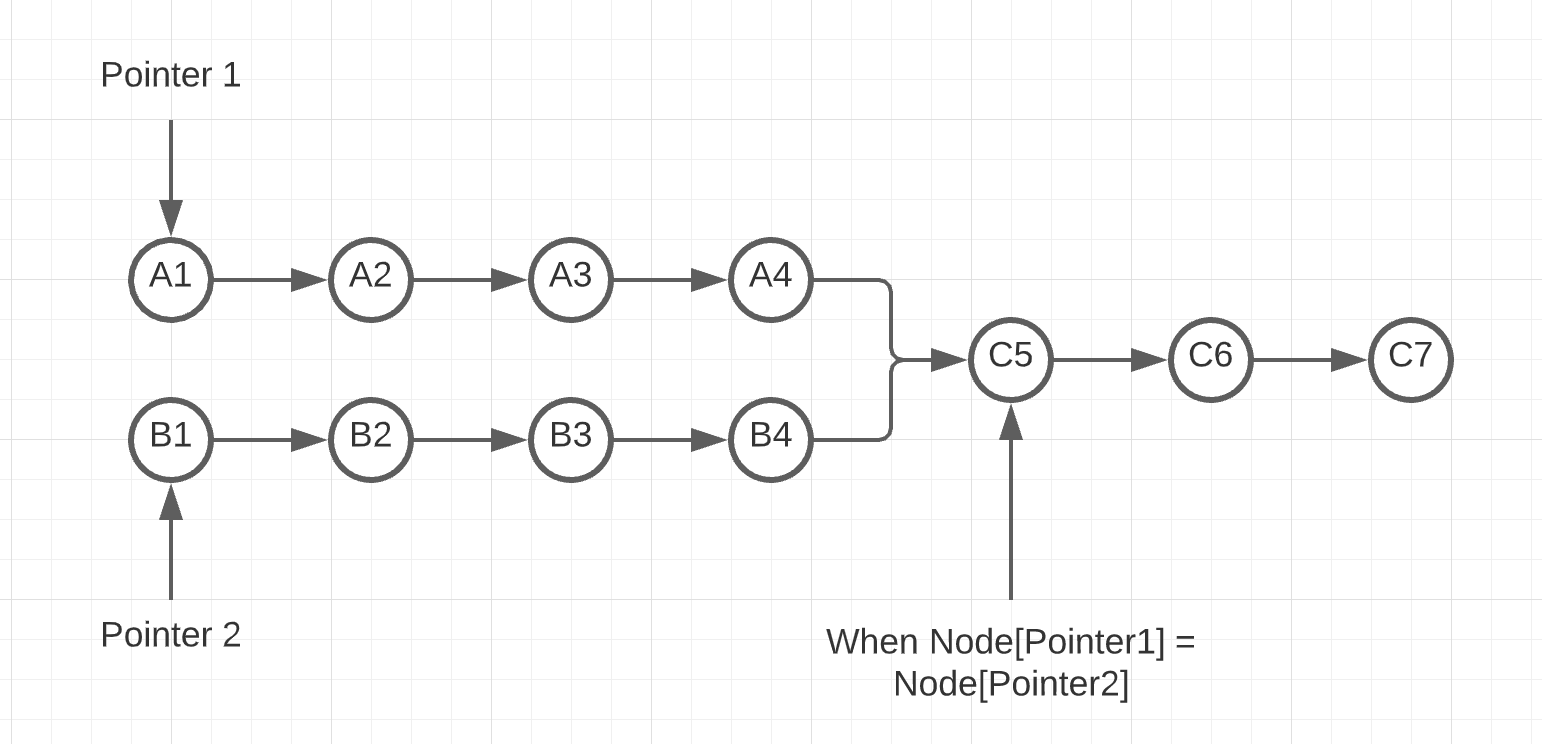 Pointer 1
A1 A2 A3 A4
C5 C6 C7
B1 B2 B3 B4
Pointer 2
When Node[Pointer1] =
Node[Pointer2]